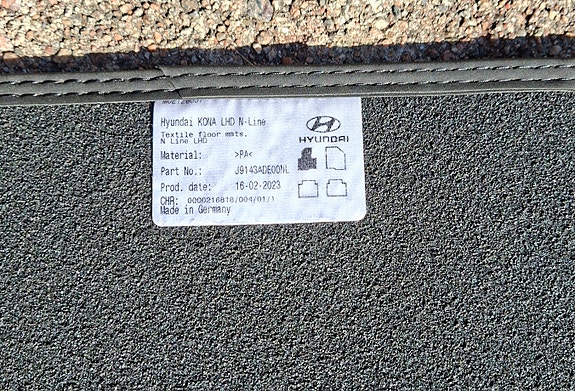 Hyundai KONA LHD N-Line
Textile floor mats,
N Line LHD
HYUNDAI
Material: >PA<
Part No.: J9143ADE00NL
Prod. date: 16-02-2023
CHR: 0000216818/004/01/1
Made in Germany